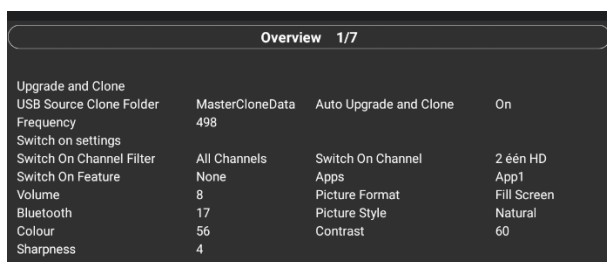 Overview 1/7
Upgrade and Clone
USB Source Clone Folder MasterCloneData Auto Upgrade and Clone On
Frequency 498
Switch on settings
Switch On Channel Filter All Channels Switch On Channel 2 één HD
Switch On Feature None Apps App1
Volume 8 Picture Format Fill Screen
Bluetooth 17 Picture Style Natural
Colour 56 Contrast 60
Sharpness 4